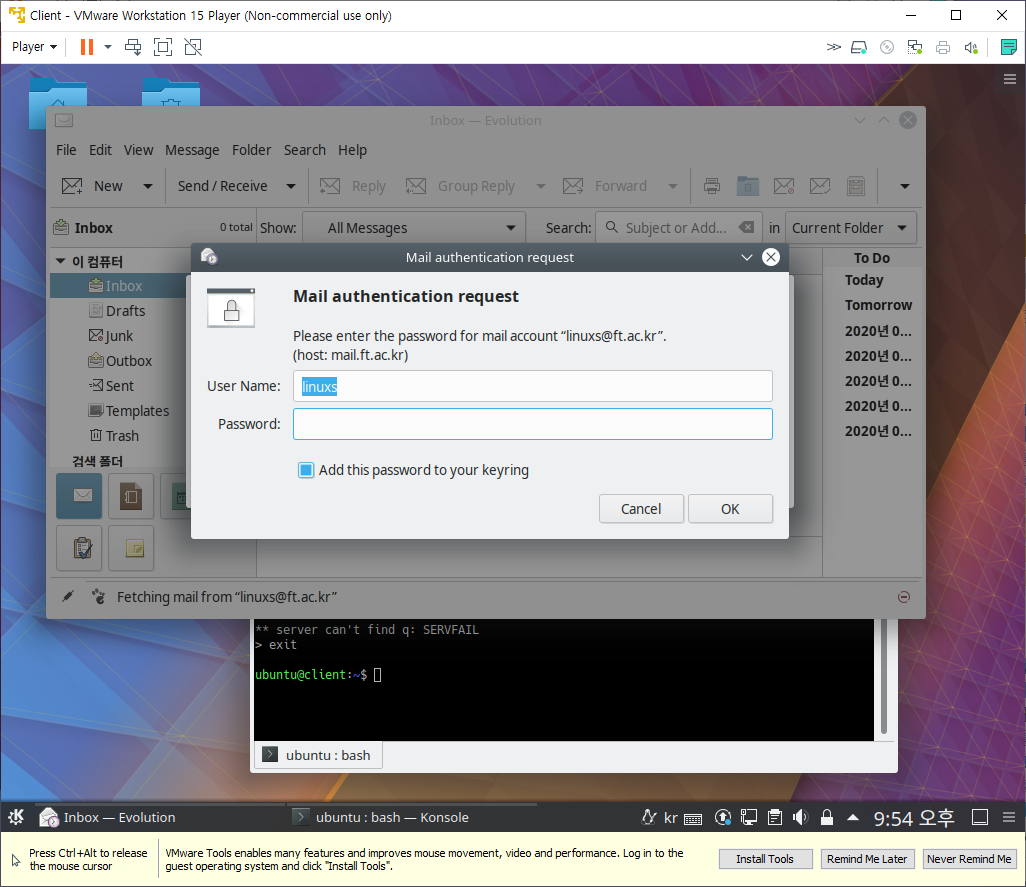 Client - VMware Workstation 15 Player (Non-commercial use only)
Player
Inbox — Evolution
File Edit View Message Folder Search Help
New Send / Receive Reply Group Reply Forward
Inbox 0 total Show: All Messages Search: Subject or Add... in Current Folder
Mail authentication request
이 컴퓨터
Inbox
Drafts
Junk
Outbox
Sent
Templates
Trash
검색 폴더
Mail authentication request
Please enter the password for mail account “linuxs@ft.ac.kr”.
(host: mail.ft.ac.kr)
User Name: linuxs
Password:
Add this password to your keyring
Cancel OK
To Do
Today
Tomorrow
2020년 0...
2020년 0...
2020년 0...
2020년 0...
2020년 0...
Fetching mail from “linuxs@ft.ac.kr”
** server can't find q: SERVFAIL
> exit
ubuntu@client:~$
ubuntu : bash
Inbox — Evolution ubuntu : bash — Konsole kr 9:54 오후
Press Ctrl+Alt to release
the mouse cursor
VMware Tools enables many features and improves mouse movement, video and performance. Log in to the
guest operating system and click "Install Tools".
Install Tools Remind Me Later Never Remind Me